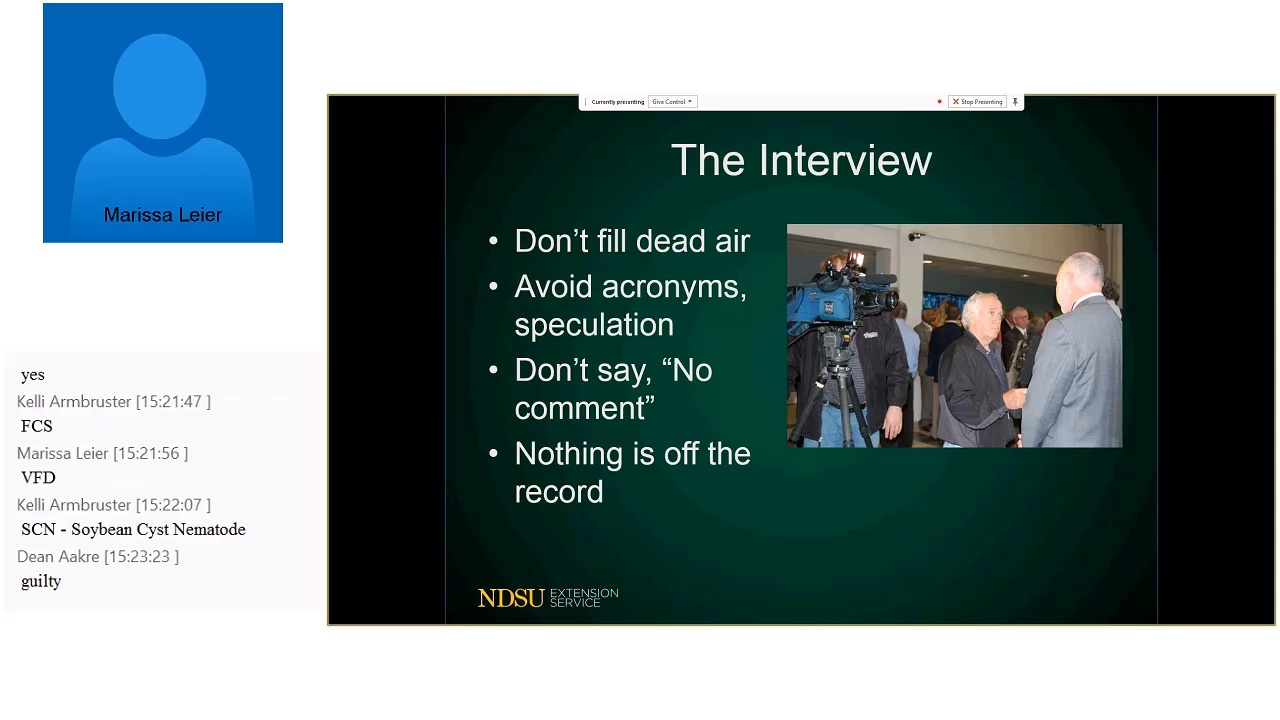 Marissa Leier
yes
Kelli Armbruster [15:21:47 ]
FCS
Marissa Leier [15:21:56 ]
VFD
Kelli Armbruster [15:22:07 ]
SCN - Soybean Cyst Nematode
Dean Aakre [15:23:23 ]
guilty
Currently presenting
Give Control
Stop Presenting
The Interview
• Don’t fill dead air
• Avoid acronyms,
speculation
• Don’t say, “No
comment”
• Nothing is off the
record
NDSU EXTENSION
SERVICE